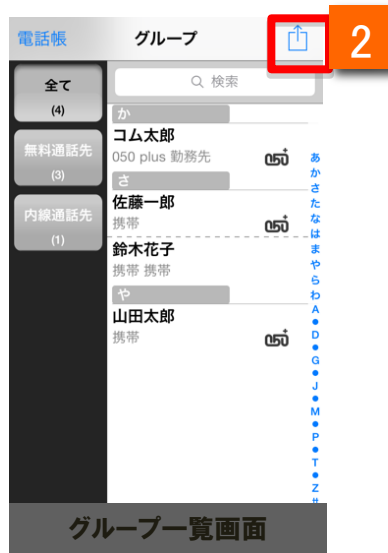 電話帳
グループ
2
全て
(4)
無料通話先
(3)
内線通話先
(1)
検索
か
コム太郎
050 plus 勤務先
050+
さ
佐藤一郎
携帯
050+
鈴木花子
携帯 携帯
や
山田太郎
携帯
050+
あ
か
さ
た
な
は
ま
や
ら
わ
A
●
D
●
G
●
J
●
M
●
P
●
T
●
Z
#
グループ一覧画面